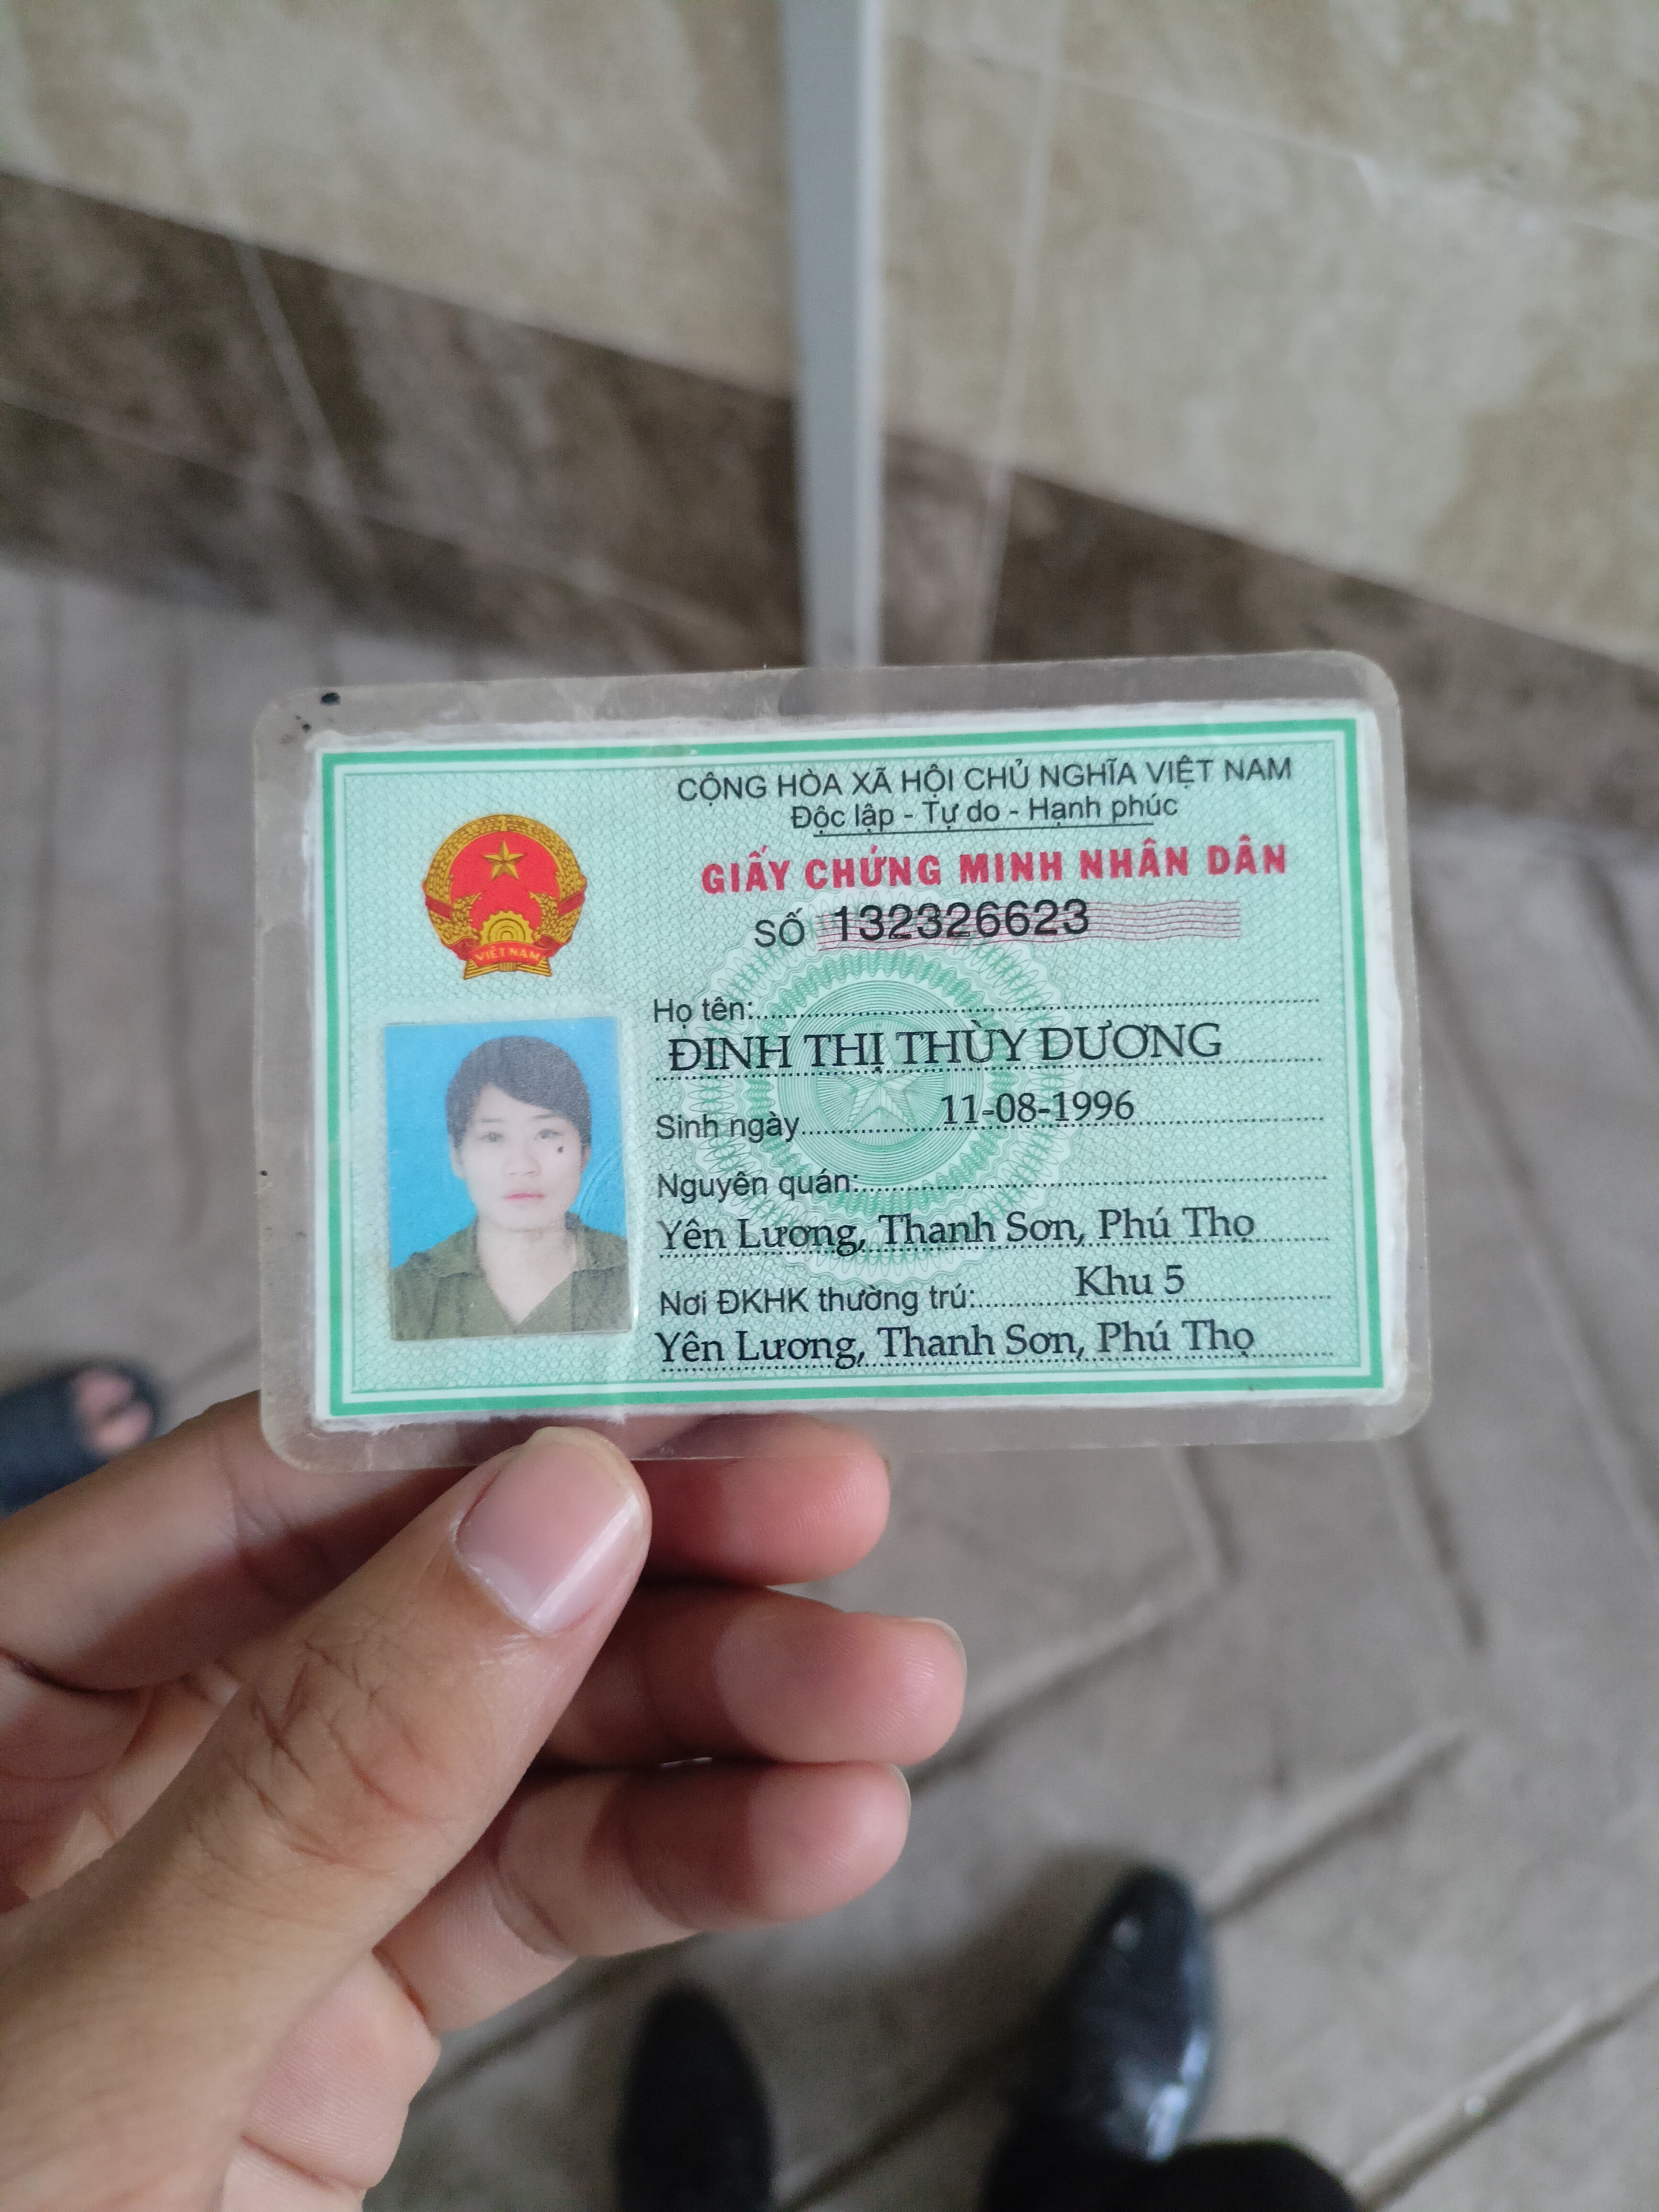 CỘNG HÒA XÃ HỘI CHỦ NGHĨA VIỆT NAM
Độc lập - Tự do - Hạnh phúc
GIẤY CHỨNG MINH NHÂN DÂN
SỐ 132326623
VIỆT NAM
Họ tên:
ĐINH THỊ THÙY DƯƠNG
Sinh ngày 11-08-1996
Nguyên quán:
Yên Lương, Thanh Sơn, Phú Thọ
Nơi ĐKHK thường trú: Khu 5
Yên Lương, Thanh Sơn, Phú Thọ